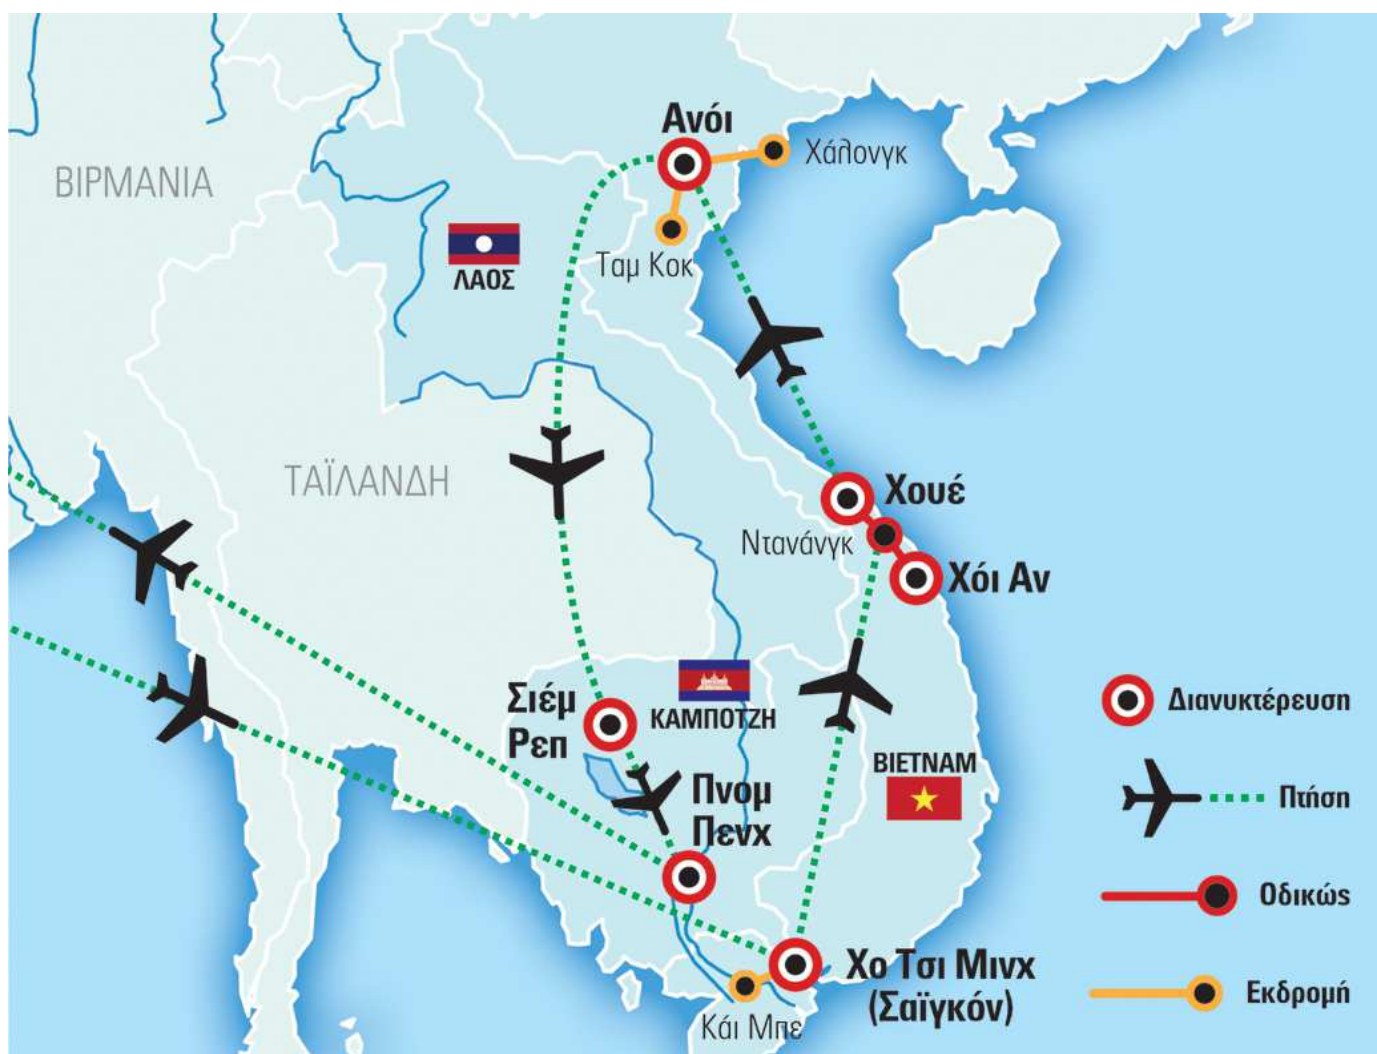 Ανόι
Χάλονγκ
ΒΙΡΜΑΝΙΑ
Ταμ Κοκ
ΛΑΟΣ
ΤΑΪΛΑΝΔΗ
Χουέ
Ντανάνγκ
Χόι Αν
Σιέμ
Ρεπ
ΚΑΜΠΟΤΖΗ
Διανυκτέρευση
ΒΙΕΤΝΑΜ
Πνομ
Πενχ
Πτήση
Οδικώς
Χο Τσι Μινχ
(Σαϊγκόν)
Εκδρομή
Κάι Μπε